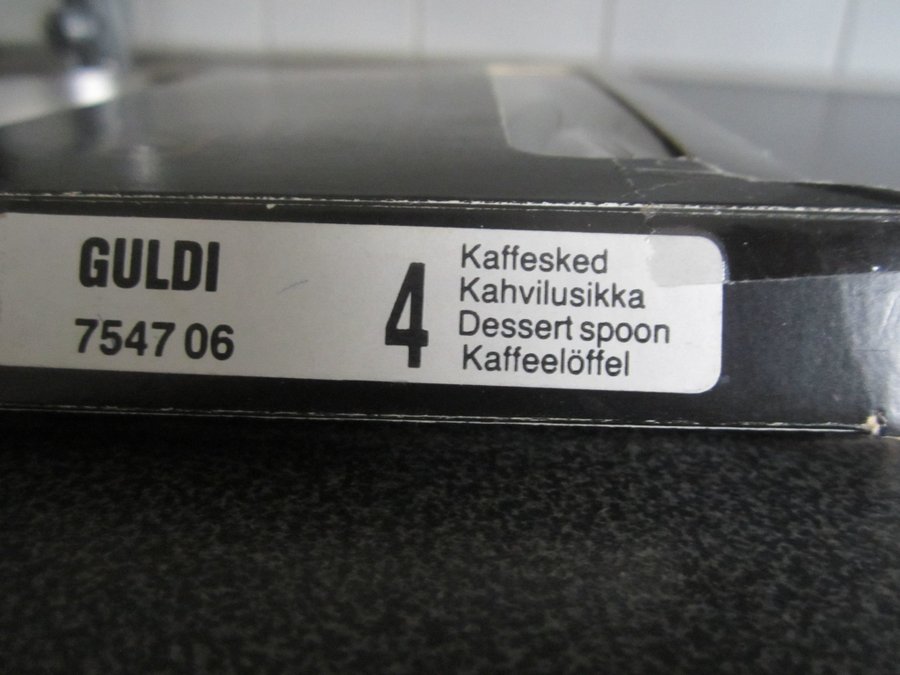 GULDI
7547 06
4
Kaffesked
Kahvilusikka
Dessert spoon
Kaffeelöffel